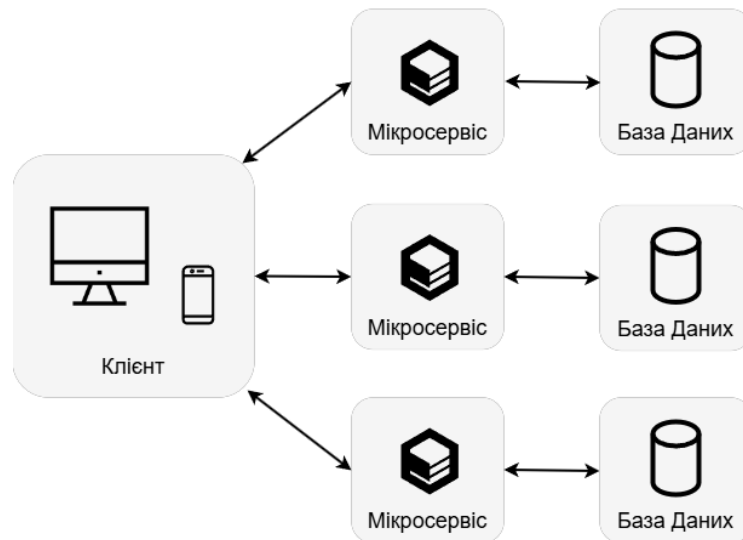 Мікросервіс
База Даних
Клієнт
Мікросервіс
База Даних
Мікросервіс
База Даних